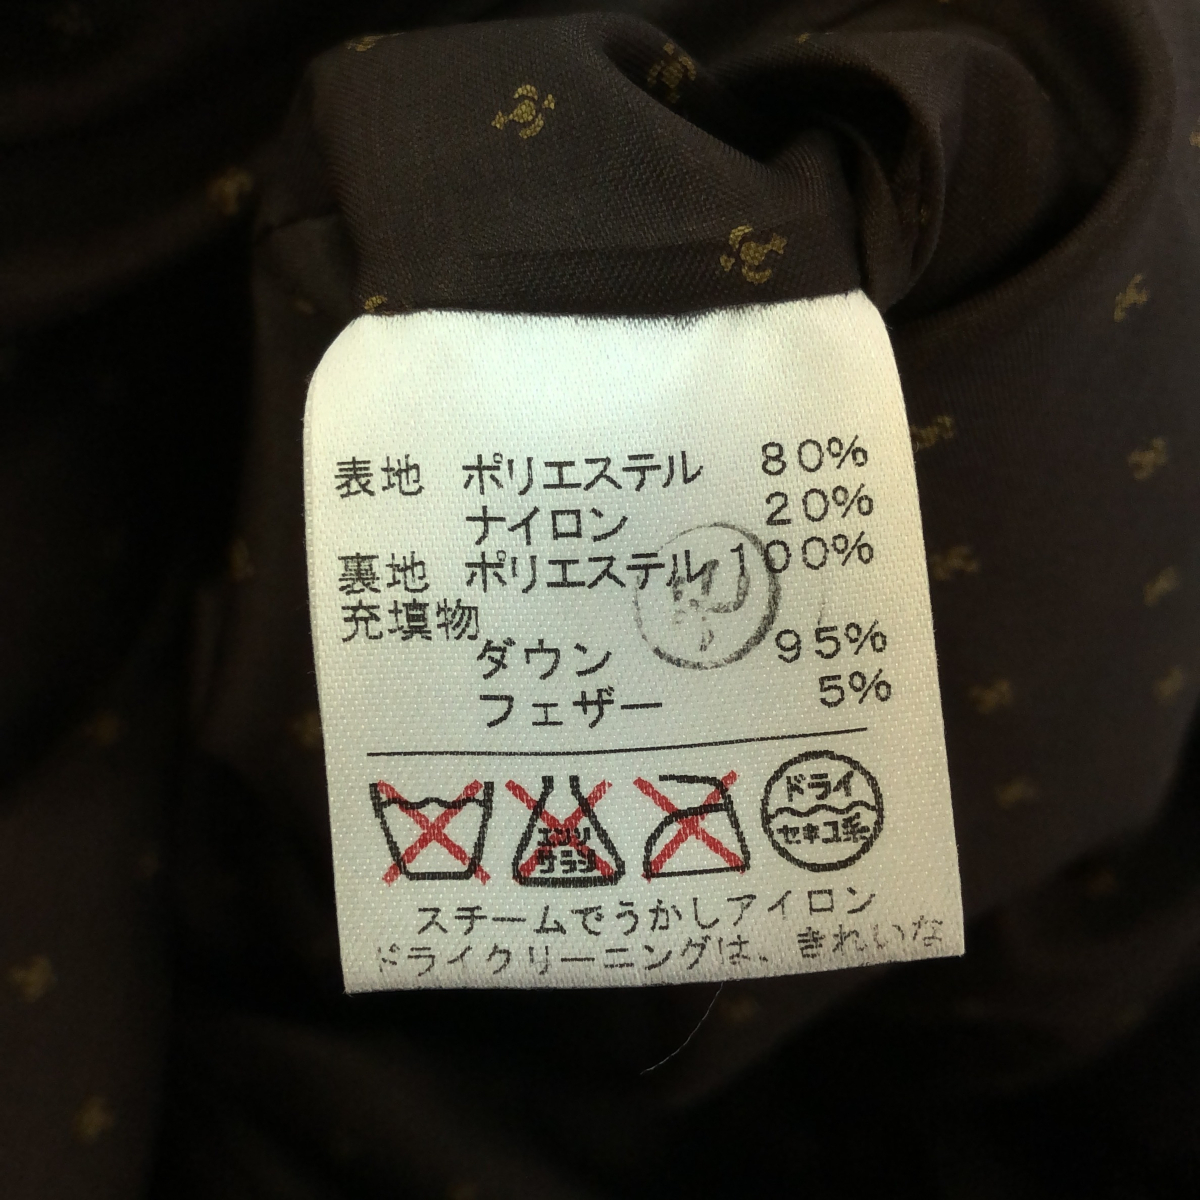 表地 ポリエステル 80%
ナイロン 20%
裏地 ポリエステル 100%
充填物
ダウン 95%
フェザー 5%
エンソ
サラシ
ドライ
セキユ系
スチームでうかしアイロン
ドライクリーニングは、きれいな